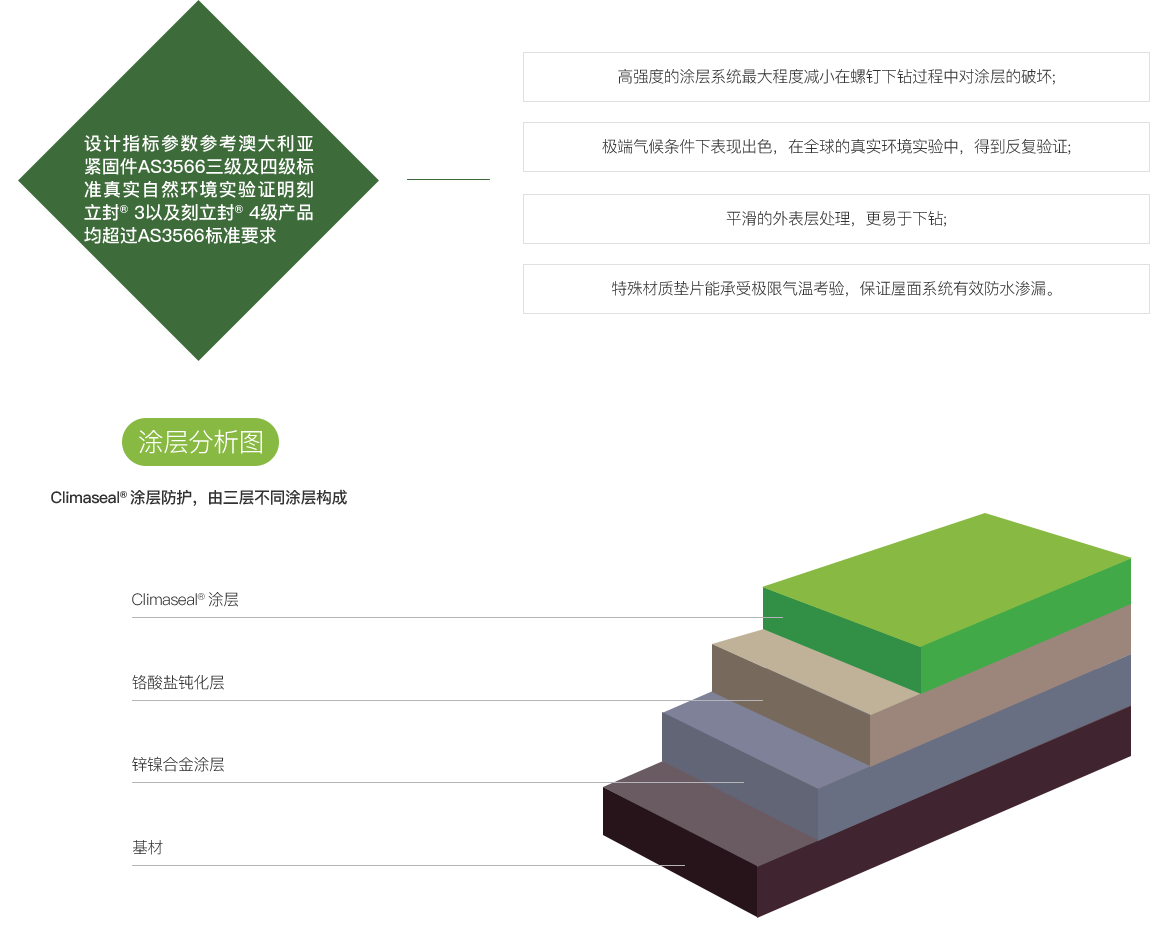 设计指标参数参考澳大利亚
紧固件AS3566三级及四级标
准真实自然环境实验证明刻
立封® 3以及刻立封® 4级产品
均超过AS3566标准要求
高强度的涂层系统最大程度减小在螺钉下钻过程中对涂层的破坏;
极端气候条件下表现出色，在全球的真实环境实验中，得到反复验证;
平滑的外表层处理，更易于下钻;
特殊材质垫片能承受极限气温考验，保证屋面系统有效防水渗漏。
涂层分析图
Climaseal® 涂层防护，由三层不同涂层构成
Climaseal® 涂层
铬酸盐钝化层
锌镍合金涂层
基材